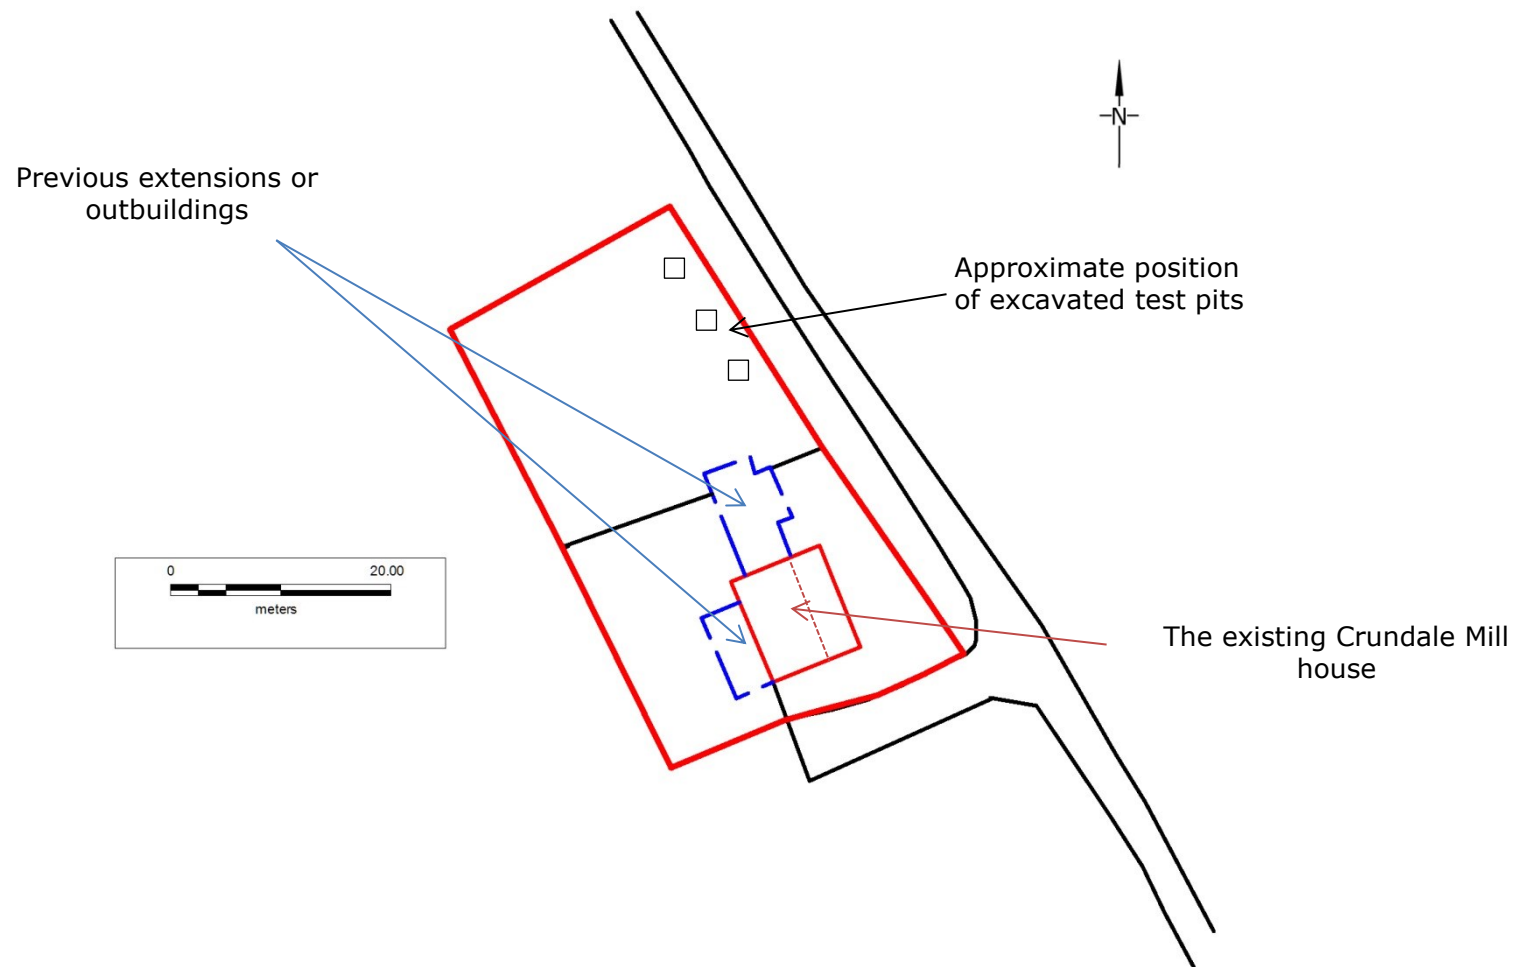 N
Previous extensions or
outbuildings
Approximate position
of excavated test pits
0 20.00
meters
The existing Crundale Mill
house